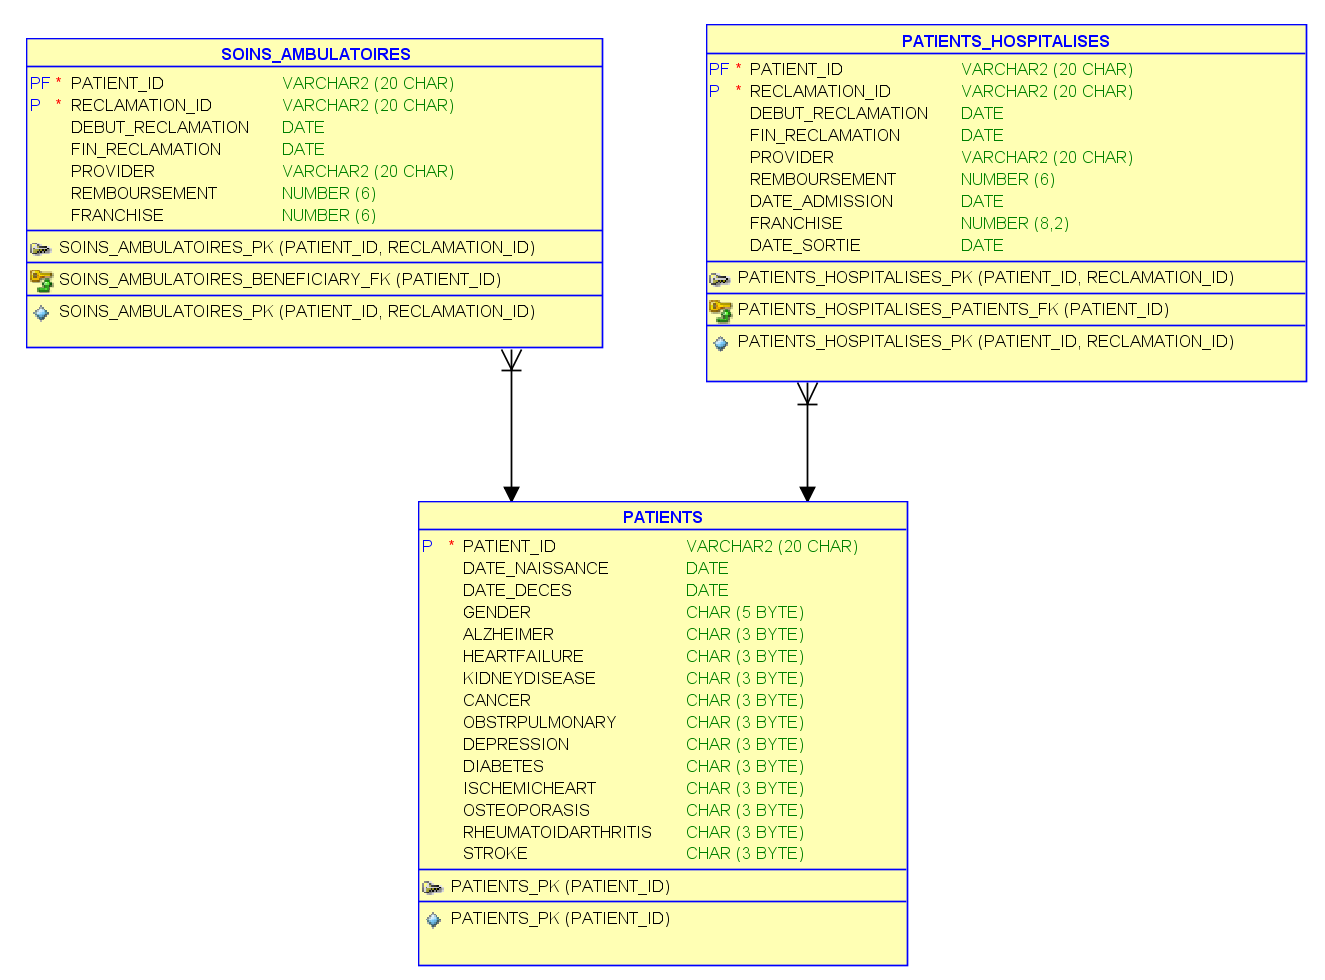 SOINS_AMBULATOIRES
PF * PATIENT_ID VARCHAR2 (20 CHAR)
P * RECLAMATION_ID VARCHAR2 (20 CHAR)
DEBUT_RECLAMATION DATE
FIN_RECLAMATION DATE
PROVIDER VARCHAR2 (20 CHAR)
REMBOURSEMENT NUMBER (6)
FRANCHISE NUMBER (6)
SOINS_AMBULATOIRES_PK (PATIENT_ID, RECLAMATION_ID)
SOINS_AMBULATOIRES_BENEFICIARY_FK (PATIENT_ID)
SOINS_AMBULATOIRES_PK (PATIENT_ID, RECLAMATION_ID)
PATIENTS_HOSPITALISES
PF * PATIENT_ID VARCHAR2 (20 CHAR)
P * RECLAMATION_ID VARCHAR2 (20 CHAR)
DEBUT_RECLAMATION DATE
FIN_RECLAMATION DATE
PROVIDER VARCHAR2 (20 CHAR)
REMBOURSEMENT NUMBER (6)
DATE_ADMISSION DATE
FRANCHISE NUMBER (8,2)
DATE_SORTIE DATE
PATIENTS_HOSPITALISES_PK (PATIENT_ID, RECLAMATION_ID)
PATIENTS_HOSPITALISES_PATIENTS_FK (PATIENT_ID)
PATIENTS_HOSPITALISES_PK (PATIENT_ID, RECLAMATION_ID)
PATIENTS
P * PATIENT_ID VARCHAR2 (20 CHAR)
DATE_NAISSANCE DATE
DATE_DECES DATE
GENDER CHAR (5 BYTE)
ALZHEIMER CHAR (3 BYTE)
HEARTFAILURE CHAR (3 BYTE)
KIDNEYDISEASE CHAR (3 BYTE)
CANCER CHAR (3 BYTE)
OBSTRPULMONARY CHAR (3 BYTE)
DEPRESSION CHAR (3 BYTE)
DIABETES CHAR (3 BYTE)
ISCHEMICHEART CHAR (3 BYTE)
OSTEOPORASIS CHAR (3 BYTE)
RHEUMATOIDARTHRITIS CHAR (3 BYTE)
STROKE CHAR (3 BYTE)
PATIENTS_PK (PATIENT_ID)
PATIENTS_PK (PATIENT_ID)